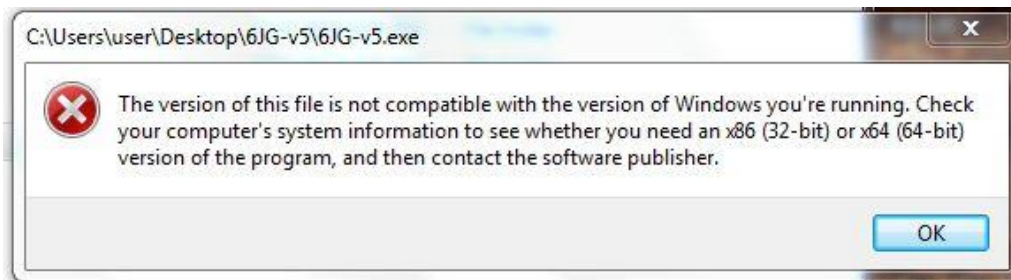 C:\Users\user\Desktop\6JG-v5\6JG-v5.exe
The version of this file is not compatible with the version of Windows you're running. Check
your computer's system information to see whether you need an x86 (32-bit) or x64 (64-bit)
version of the program, and then contact the software publisher.
OK